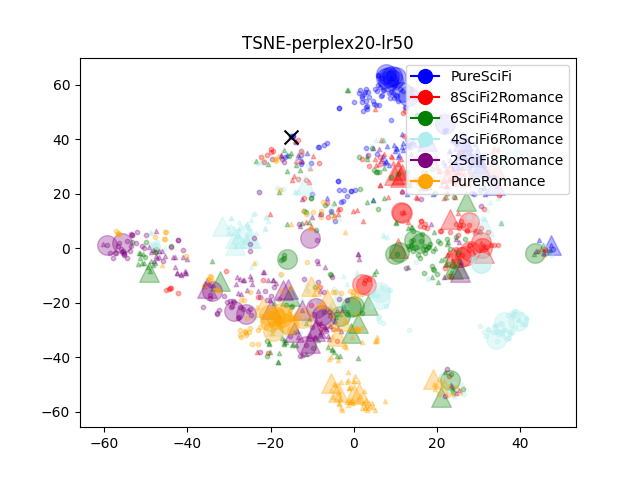 TSNE-perplex20-lr50
PureSciFi
8SciFi2Romance
6SciFi4Romance
4SciFi6Romance
2SciFi8Romance
PureRomance
60
40
20
0
−20
−40
−60
−60
−40
−20
0
20
40